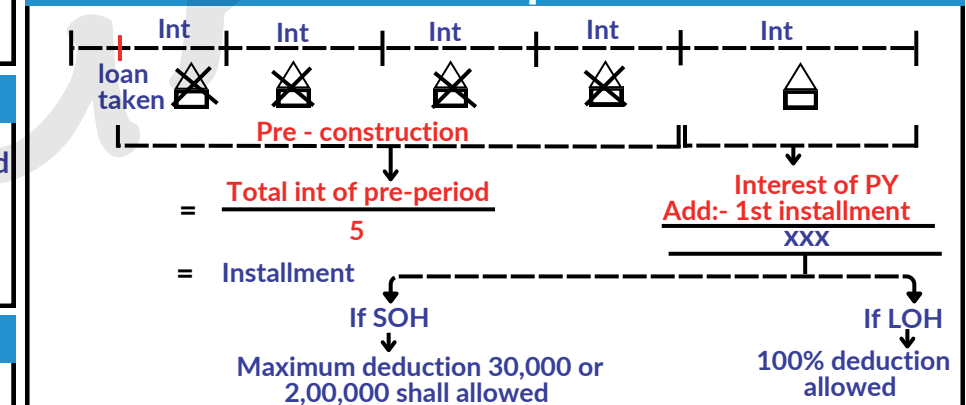 Int Int Int Int Int
loan
taken
Pre - construction
Total int of pre-period
=
5
= Installment
Interest of PY
Add:- 1st installment
xxx
If SOH
Maximum deduction 30,000 or
2,00,000 shall allowed
If LOH
100% deduction
allowed